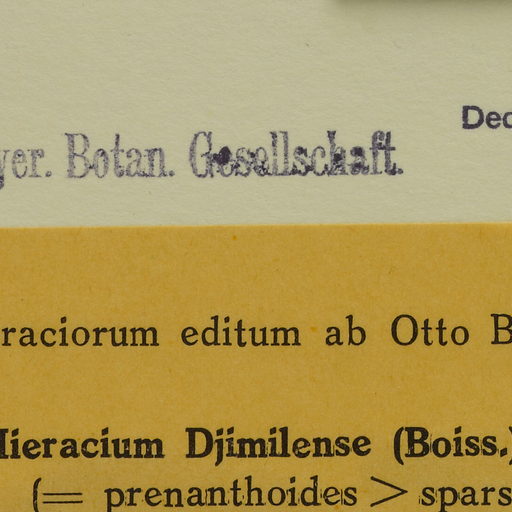 Dec
yer. Botan. Gesellschaft.
raciorum editum ab Otto B
Hieracium Djimilense (Boiss.)
(= prenanthoides > spars